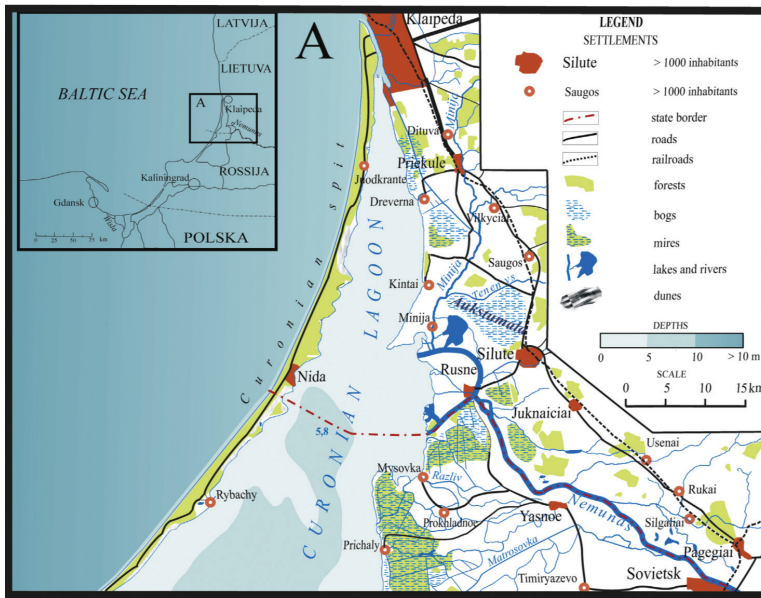 LATVIJA
LIETUVA
BALTIC SEA
A
Klaipeda
Nemunas
ROSSIJA
Kaliningrad
Gdansk
Wisla
0 25 50 75 km
POLSKA
A
Klaipeda
Minija
Dituva
Priekule
Juodkrante
Dreverna
Vilkyciai
Saugos
Kintai
Minija
Tenenys
Aukstumala
Minija
Silute
Rusne
Curonian spit
CURONIAN LAGOON
Nida
5,8
Juknaiciai
Usenai
Mysovka
Razliv
Rybachy
Rukai
Nemunas
Prokhladnoe
Yasnoe
Silgaliai
Prichaly
Matrosovka
Pagegiai
Timiryazevo
Sovietsk
LEGEND
SETTLEMENTS
Silute > 1000 inhabitants
Saugos > 1000 inhabitants
state border
roads
railroads
forests
bogs
mires
lakes and rivers
dunes
DEPTHS
0 5 10 > 10 m
SCALE
0 5 10 15 km